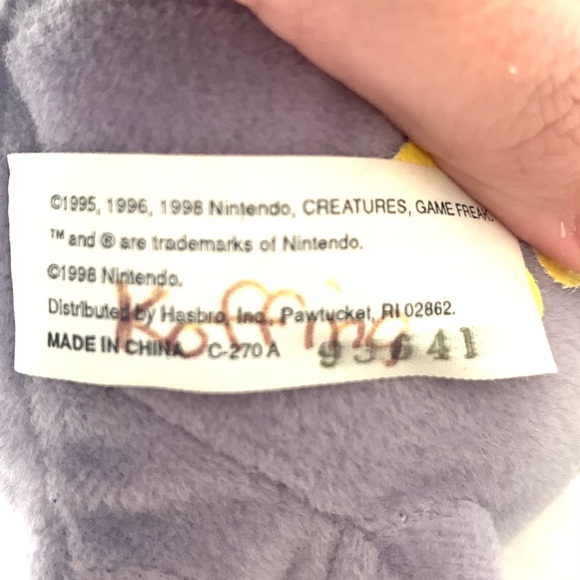 ©1995, 1996, 1998 Nintendo, CREATURES, GAME FREAK.
™ and ® are trademarks of Nintendo.
©1998 Nintendo.
Distributed by Hasbro, Inc., Pawtucket, RI 02862.
Koffing
MADE IN CHINA C-270 A